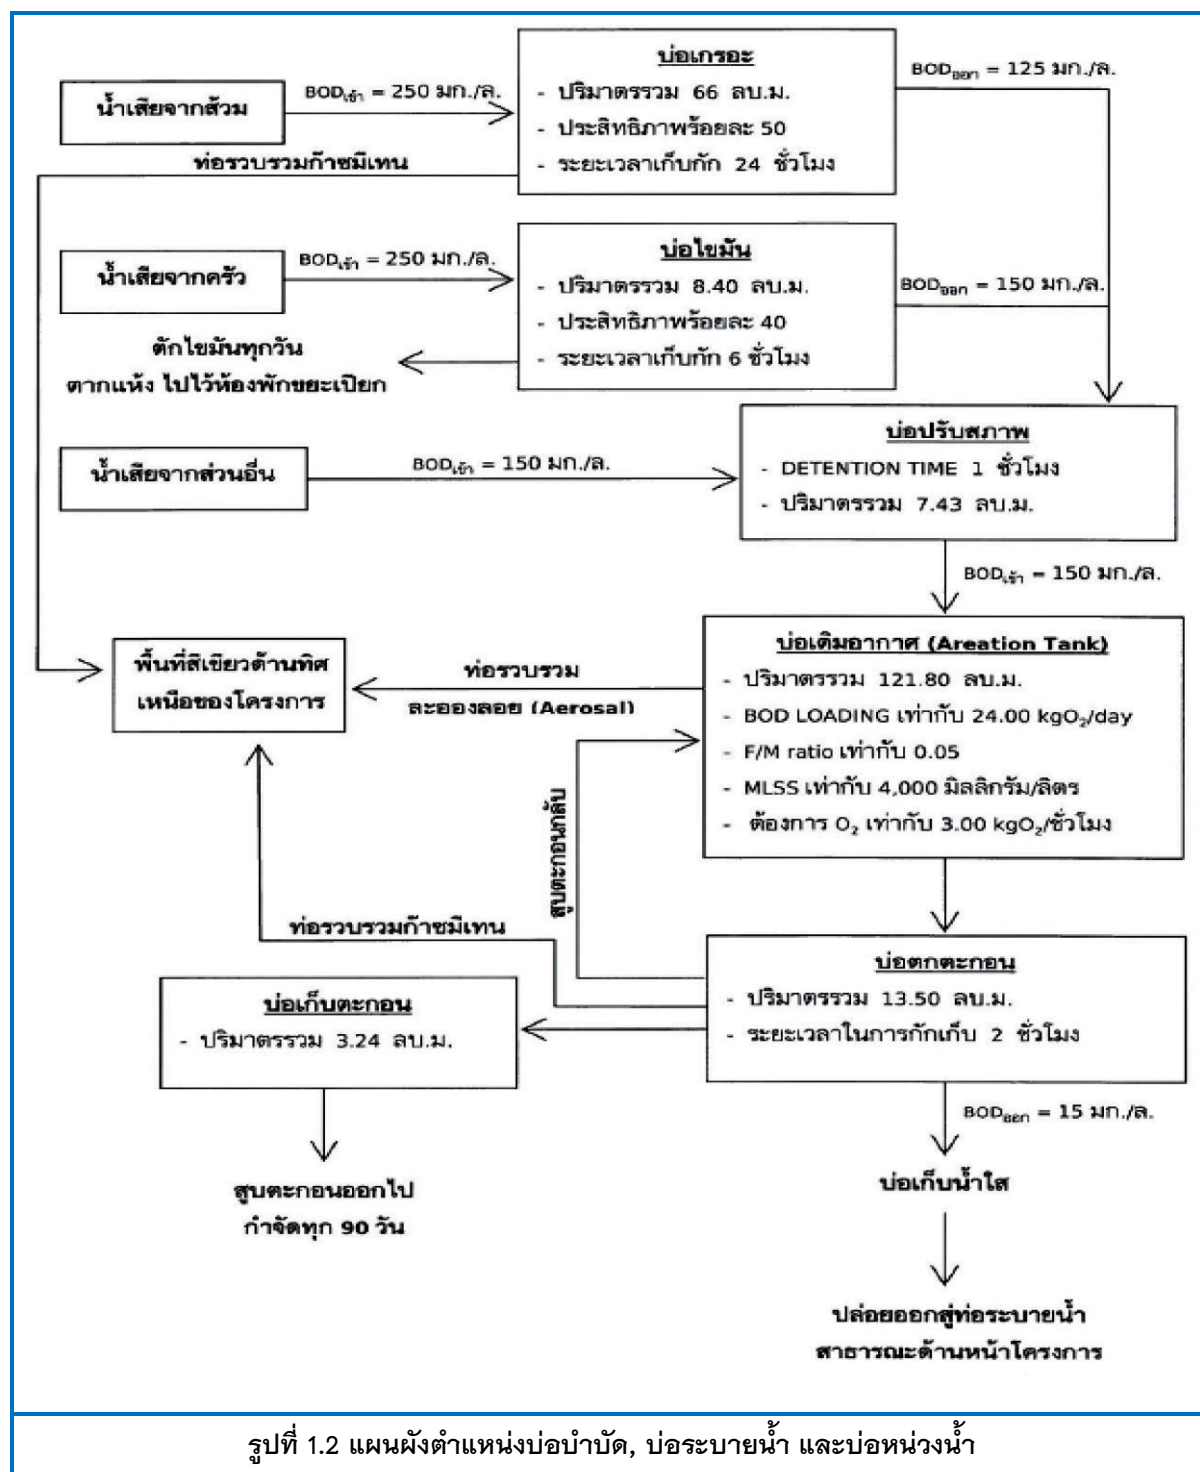 บ่อเกรอะ
- ปริมาตรรวม 66 ลบ.ม.
- ประสิทธิภาพร้อยละ 50
- ระยะเวลาเก็บกัก 24 ชั่วโมง
น้ำเสียจากส้วม
BODเข้า = 250 มก./ล.
BODออก = 125 มก./ล.
ท่อรวบรวมก๊าซมีเทน
บ่อไขมัน
- ปริมาตรรวม 8.40 ลบ.ม.
- ประสิทธิภาพร้อยละ 40
- ระยะเวลาเก็บกัก 6 ชั่วโมง
น้ำเสียจากครัว
BODเข้า = 250 มก./ล.
BODออก = 150 มก./ล.
ตักไขมันทุกวัน
ตากแห้ง ไปไว้ห้องพักขยะเปียก
บ่อปรับสภาพ
- DETENTION TIME 1 ชั่วโมง
- ปริมาตรรวม 7.43 ลบ.ม.
น้ำเสียจากส่วนอื่น
BODเข้า = 150 มก./ล.
BODเข้า = 150 มก./ล.
บ่อเติมอากาศ (Areation Tank)
- ปริมาตรรวม 121.80 ลบ.ม.
- BOD LOADING เท่ากับ 24.00 kgO₂/day
- F/M ratio เท่ากับ 0.05
- MLSS เท่ากับ 4,000 มิลลิกรัม/ลิตร
- ต้องการ O₂ เท่ากับ 3.00 kgO₂/ชั่วโมง
พื้นที่สีเขียวด้านทิศ
เหนือของโครงการ
ท่อรวบรวม
ละอองลอย (Aerosal)
สูบตะกอนกลับ
ท่อรวบรวมก๊าซมีเทน
บ่อตกตะกอน
- ปริมาตรรวม 13.50 ลบ.ม.
- ระยะเวลาในการกักเก็บ 2 ชั่วโมง
บ่อเก็บตะกอน
- ปริมาตรรวม 3.24 ลบ.ม.
BODออก = 15 มก./ล.
สูบตะกอนออกไป
กำจัดทุก 90 วัน
บ่อเก็บน้ำใส
ปล่อยออกสู่ท่อระบายน้ำ
สาธารณะด้านหน้าโครงการ
รูปที่ 1.2 แผนผังตำแหน่งบ่อบำบัด, บ่อระบายน้ำ และบ่อหน่วงน้ำ